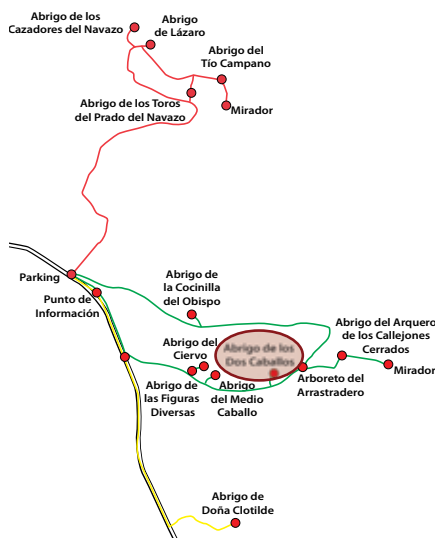 Abrigo de los
Cazadores del Navazo
Abrigo
de Lázaro
Abrigo del
Tío Campano
Abrigo de los Toros
del Prado del Navazo
Mirador
Parking
Punto de
Información
Abrigo de
la Cocinilla
del Obispo
Abrigo del
Ciervo
Abrigo de los
Dos Caballos
Abrigo del Arquero
de los Callejones
Cerrados
Mirador
Abrigo de
las Figuras
Diversas
Abrigo
del Medio
Caballo
Arboreto del
Arrastradero
Abrigo de
Doña Clotilde